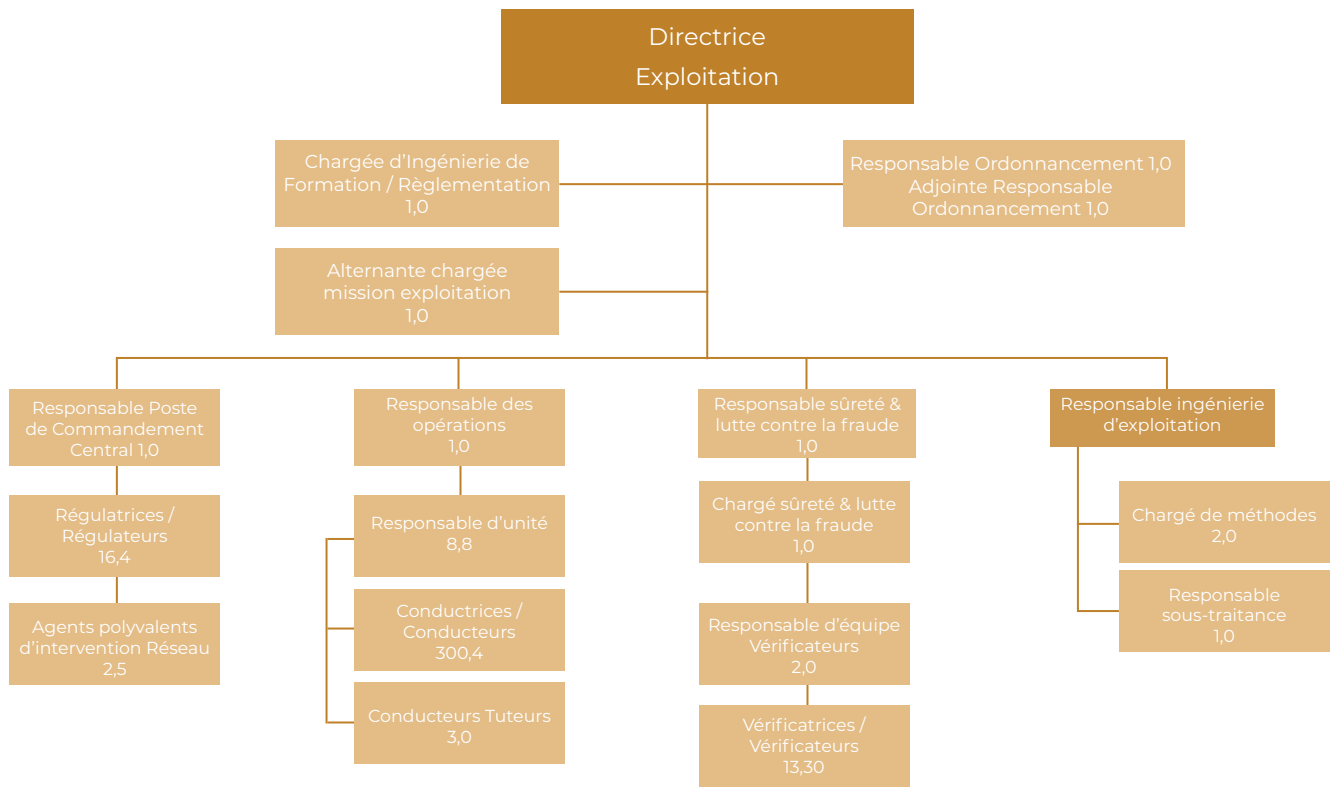 Directrice
Exploitation
Chargée d'Ingénierie de
Formation / Règlementation
1,0
Responsable Ordonnancement 1,0
Adjointe Responsable
Ordonnancement 1,0
Alternante chargée
mission exploitation
1,0
Responsable Poste
de Commandement
Central 1,0
Régulatrices /
Régulateurs
16,4
Agents polyvalents
d'intervention Réseau
2,5
Responsable des
opérations
1,0
Responsable d'unité
8,8
Conductrices /
Conducteurs
300,4
Conducteurs Tuteurs
3,0
Responsable sûreté &
lutte contre la fraude
1,0
Chargé sûreté & lutte
contre la fraude
1,0
Responsable d'équipe
Vérificateurs
2,0
Vérificatrices /
Vérificateurs
13,30
Responsable ingénierie
d'exploitation
Chargé de méthodes
2,0
Responsable
sous-traitance
1,0